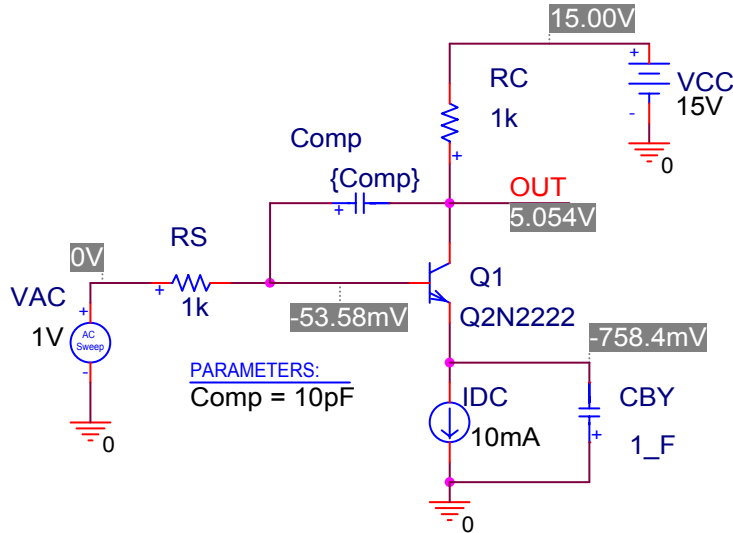 15.00V
RC
1k
VCC
15V
0
Comp
{Comp}
OUT
5.054V
RS
1k
0V
VAC
1V
AC
Sweep
0
-53.58mV
Q1
Q2N2222
-758.4mV
PARAMETERS:
Comp = 10pF
IDC
10mA
CBY
1_F
0